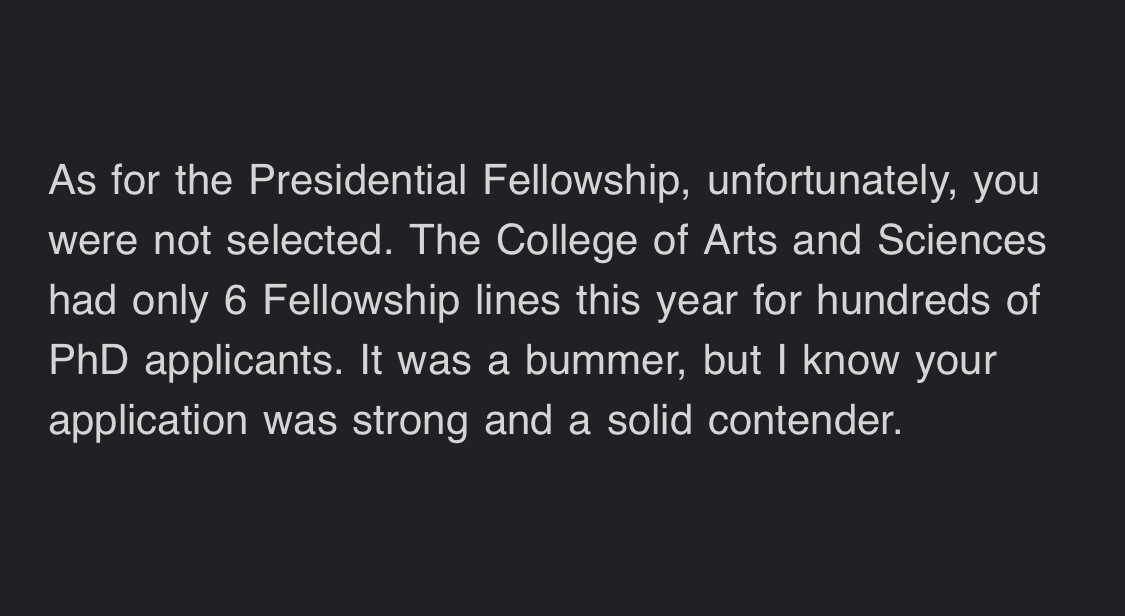 As for the Presidential Fellowship, unfortunately, you
were not selected. The College of Arts and Sciences
had only 6 Fellowship lines this year for hundreds of
PhD applicants. It was a bummer, but I know your
application was strong and a solid contender.